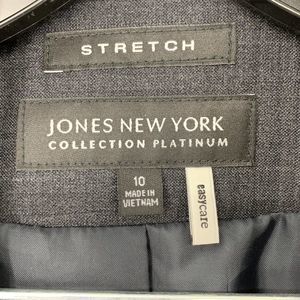 STRETCH
JONES NEW YORK
COLLECTION PLATINUM
10
MADE IN
VIETNAM
easycare